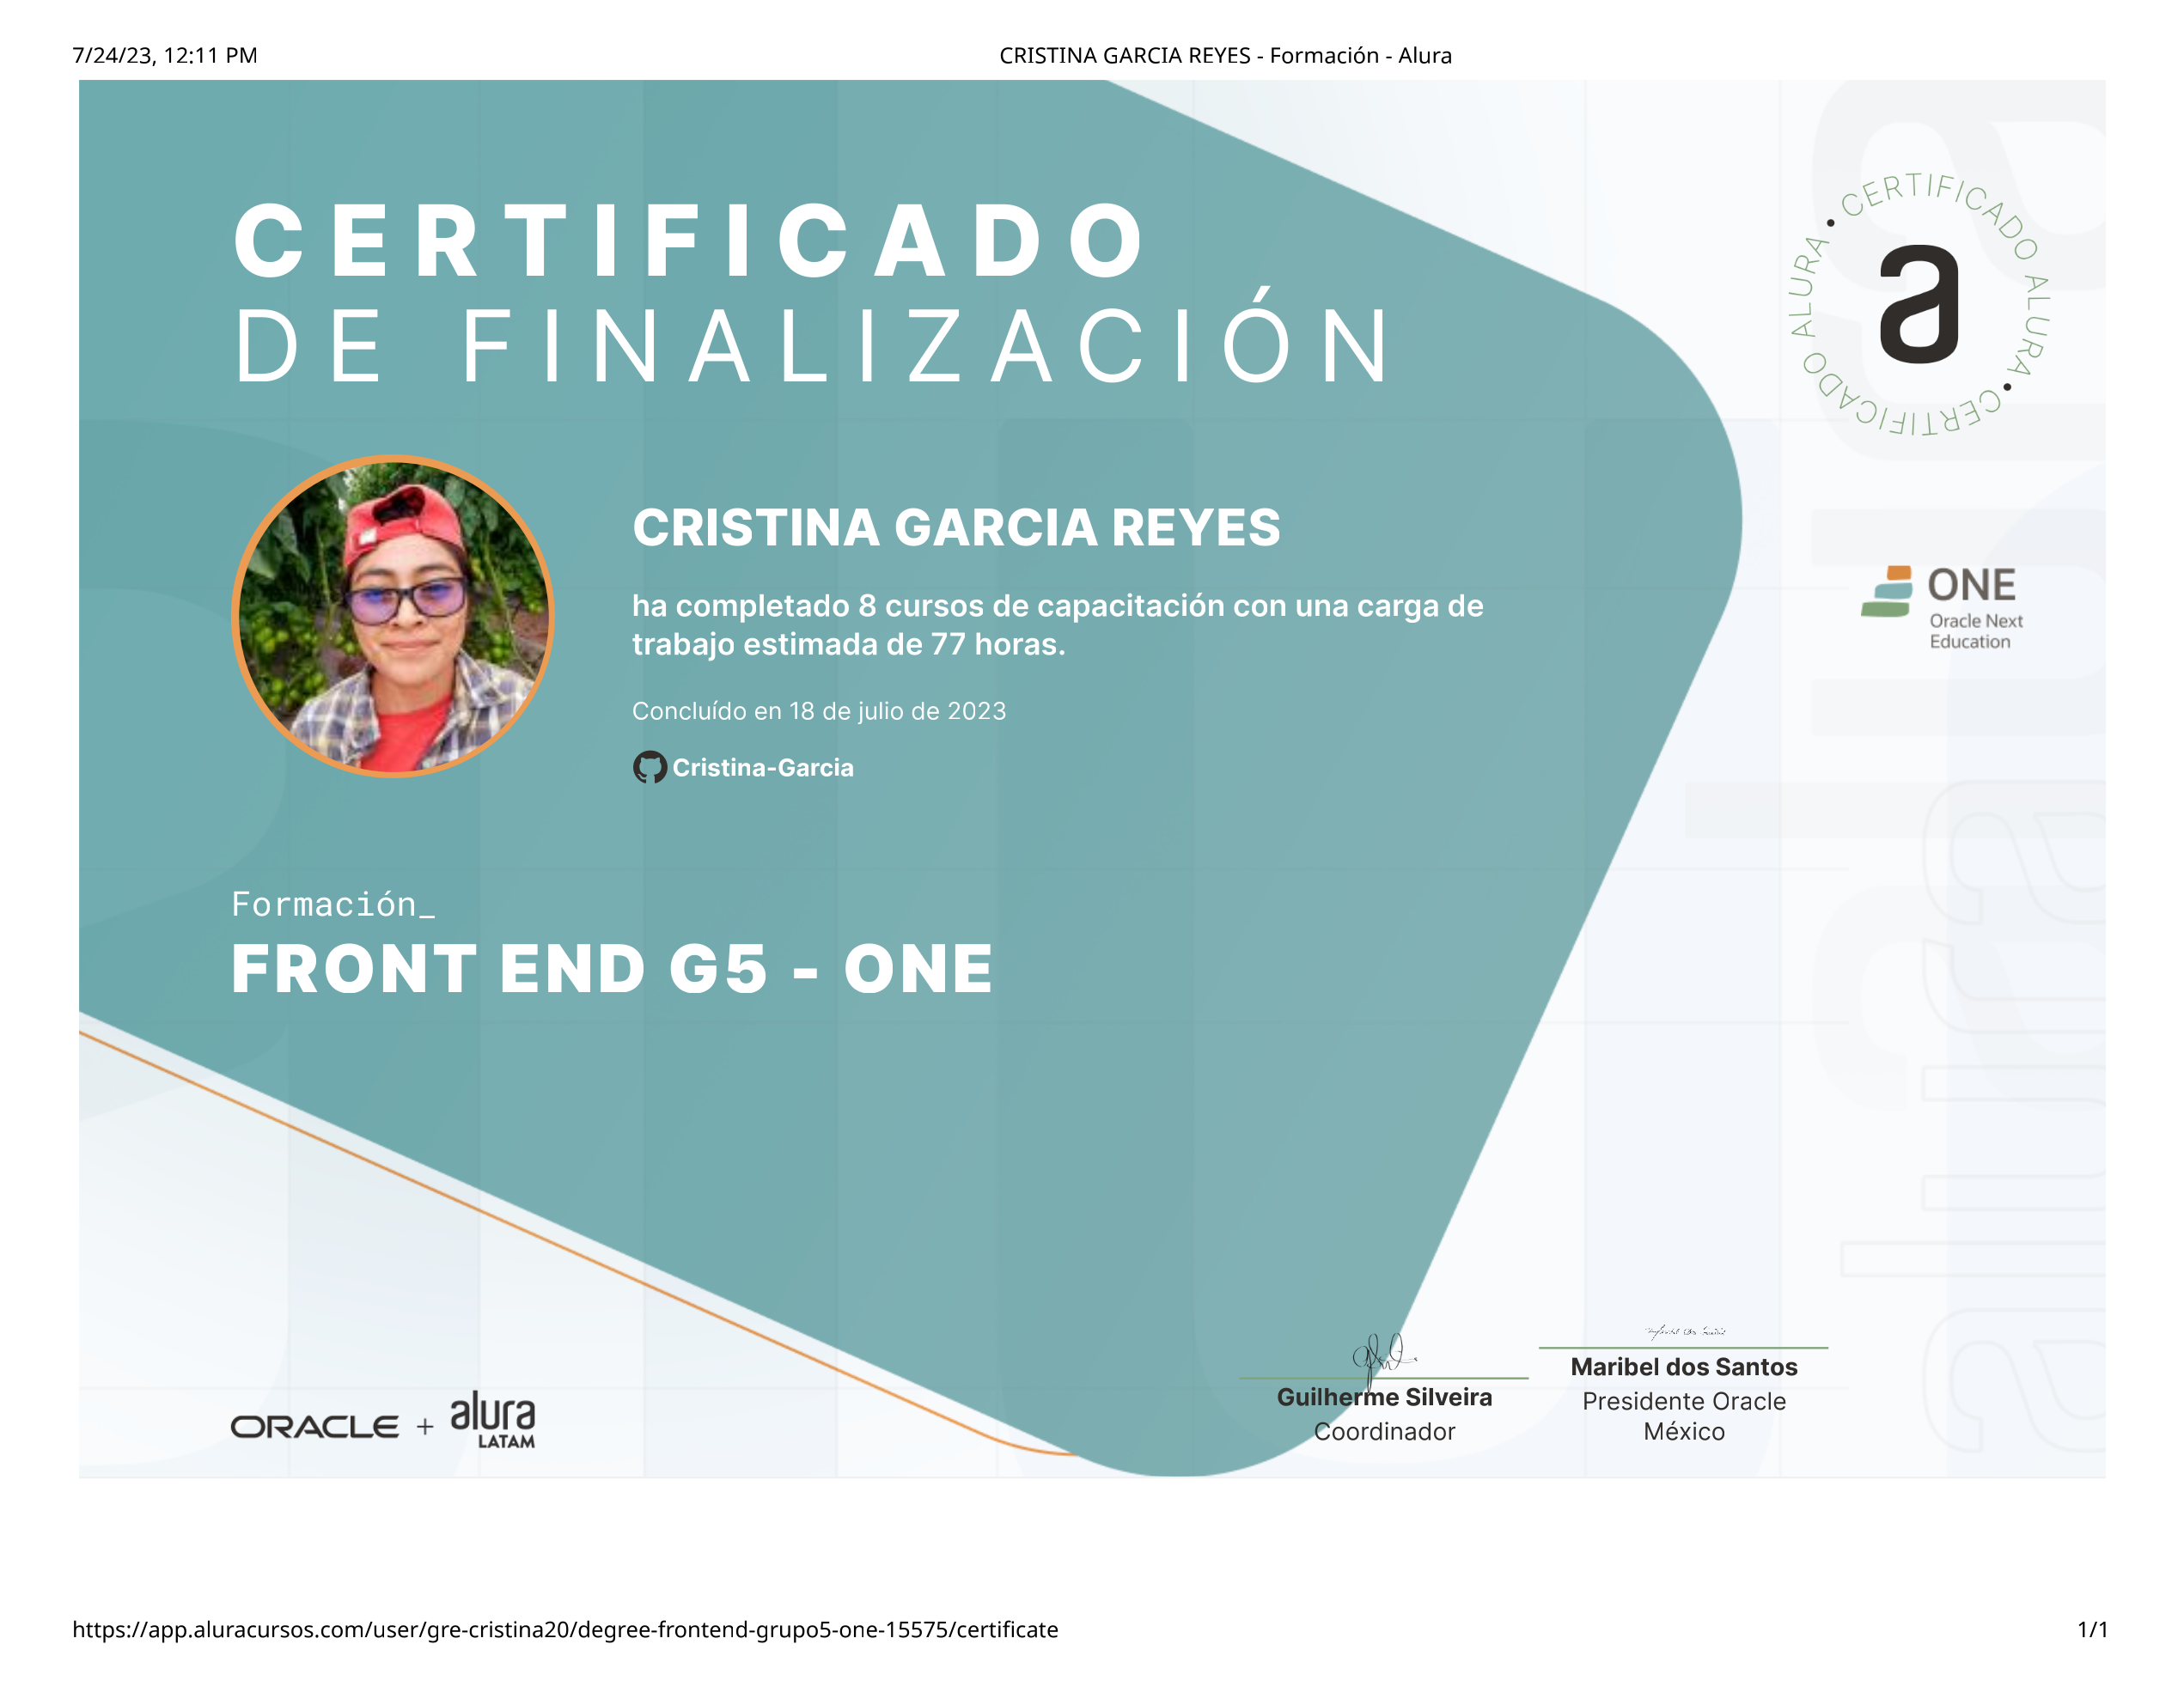 7/24/23, 12:11 PM
CRISTINA GARCIA REYES - Formación - Alura
CERTIFICADO
DE FINALIZACIÓN
CERTIFICADO ALURA • CERTIFICADO ALURA •
a
CRISTINA GARCIA REYES
ha completado 8 cursos de capacitación con una carga de
trabajo estimada de 77 horas.
Concluído en 18 de julio de 2023
Cristina-Garcia
ONE
Oracle Next
Education
Formación_
FRONT END G5 - ONE
alura
ORACLE + alura
LATAM
Guilherme Silveira
Coordinador
Maribel dos Santos
Presidente Oracle
México
https://app.aluracursos.com/user/gre-cristina20/degree-frontend-grupo5-one-15575/certificate
1/1